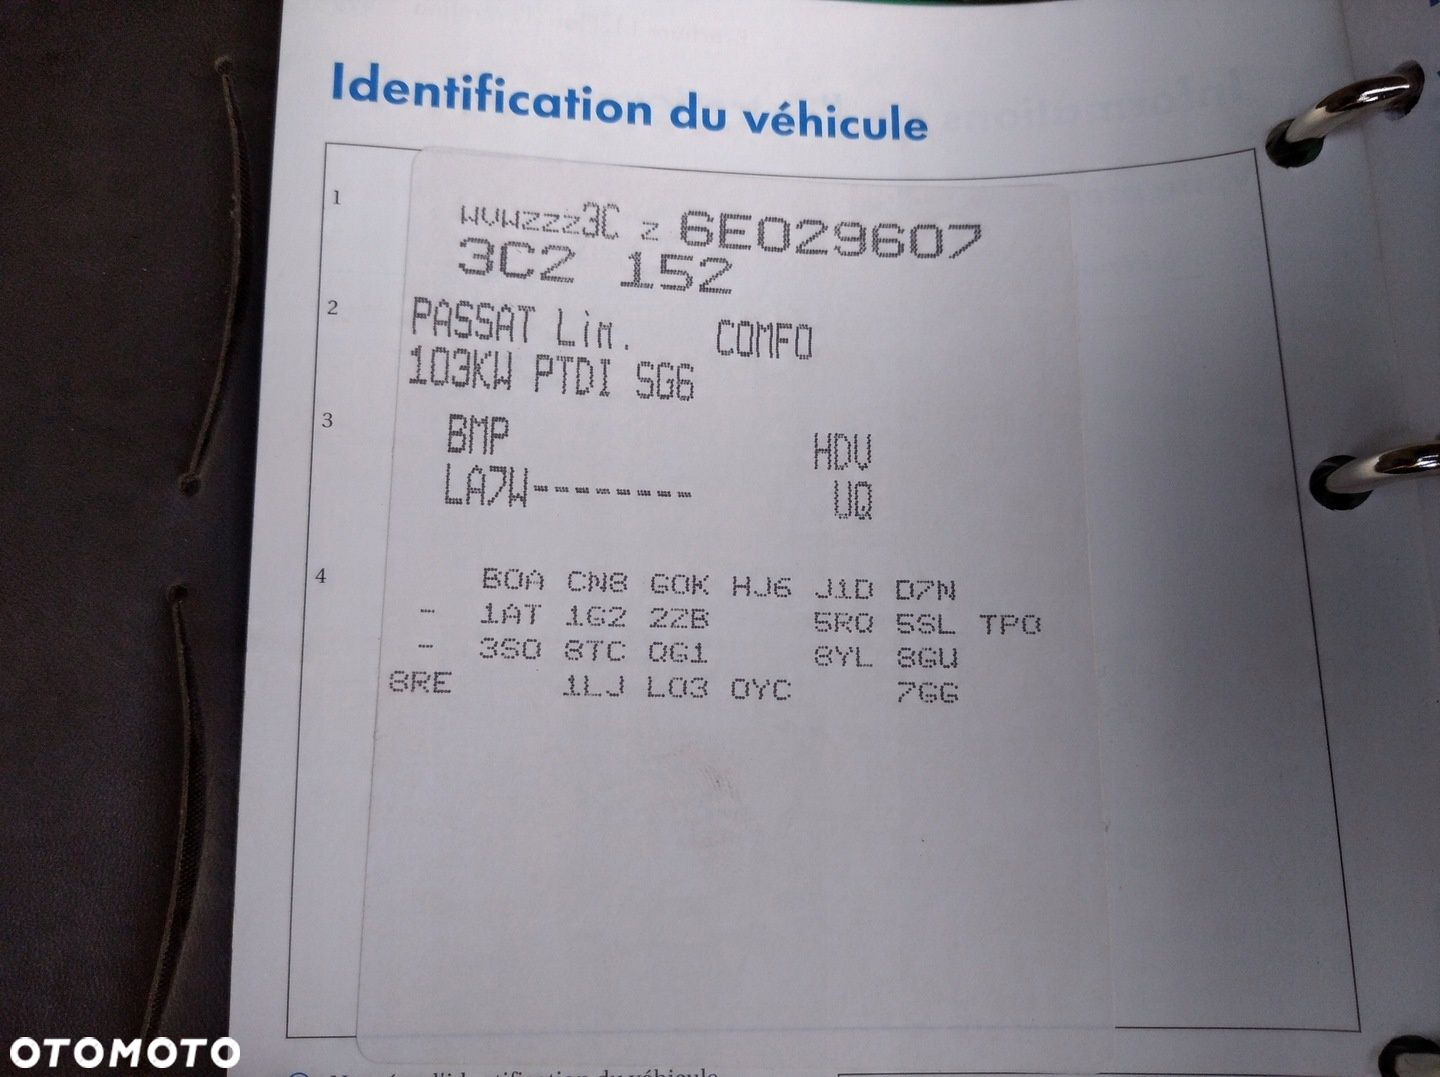 Identification du véhicule
1
WVWZZZ3C Z 6E029607
3C2 152
2
PASSAT Lim. COMFO
103KW PTDI SG6
3
BMP HDV
LA7W-------- UQ
4
B0A CN8 G0K HJ6 J1D D7N
- 1AT 1G2 2ZB 5RQ 5SL TPQ
- 3S0 8TC QG1 8YL 8GU
8RE 1LJ L03 0YC 7GG
OTOMOTO